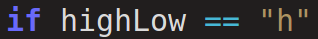 if highLow == "h"